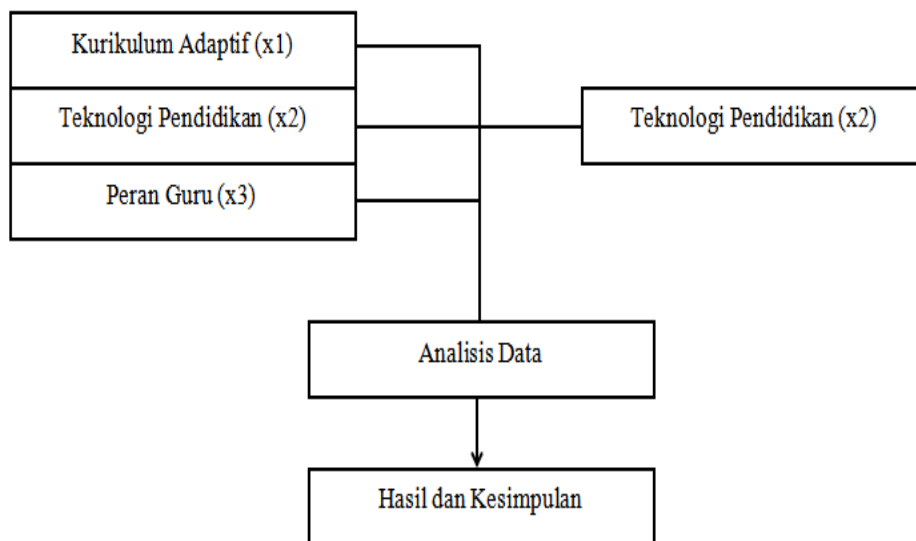 Kurikulum Adaptif (x1)
Teknologi Pendidikan (x2)
Teknologi Pendidikan (x2)
Peran Guru (x3)
Analisis Data
Hasil dan Kesimpulan